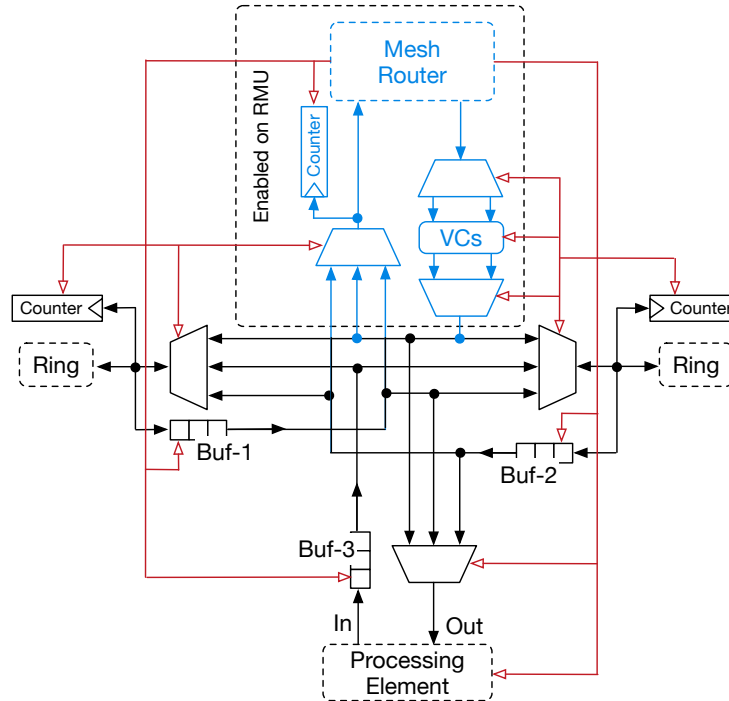 Mesh
Router
Enabled on RMU
Counter
VCs
Counter
Counter
Ring
Ring
Buf-1
Buf-2
Buf-3
In
Out
Processing
Element